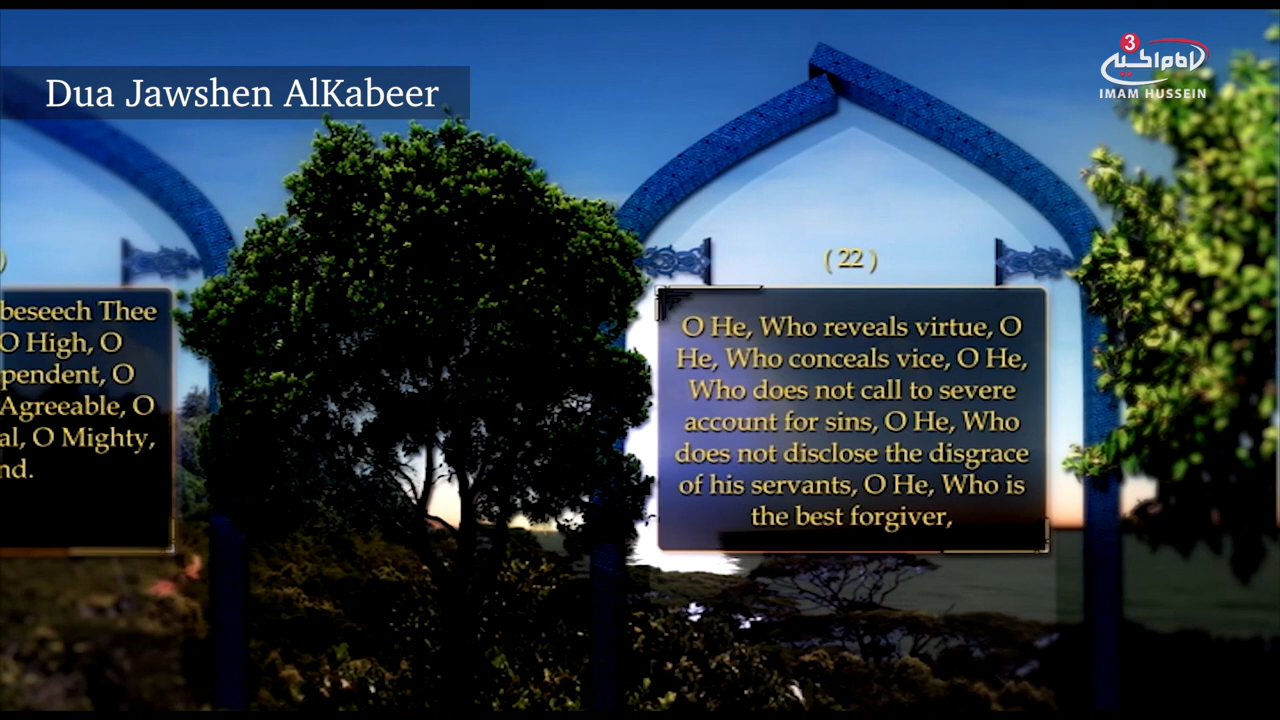 Dua Jawshen AlKabeer
3
IMAM HUSSEIN
)
beseech Thee
O High, O
pendent, O
Agreeable, O
al, O Mighty,
nd.
( 22 )
O He, Who reveals virtue, O
He, Who conceals vice, O He,
Who does not call to severe
account for sins, O He, Who
does not disclose the disgrace
of his servants, O He, Who is
the best forgiver,